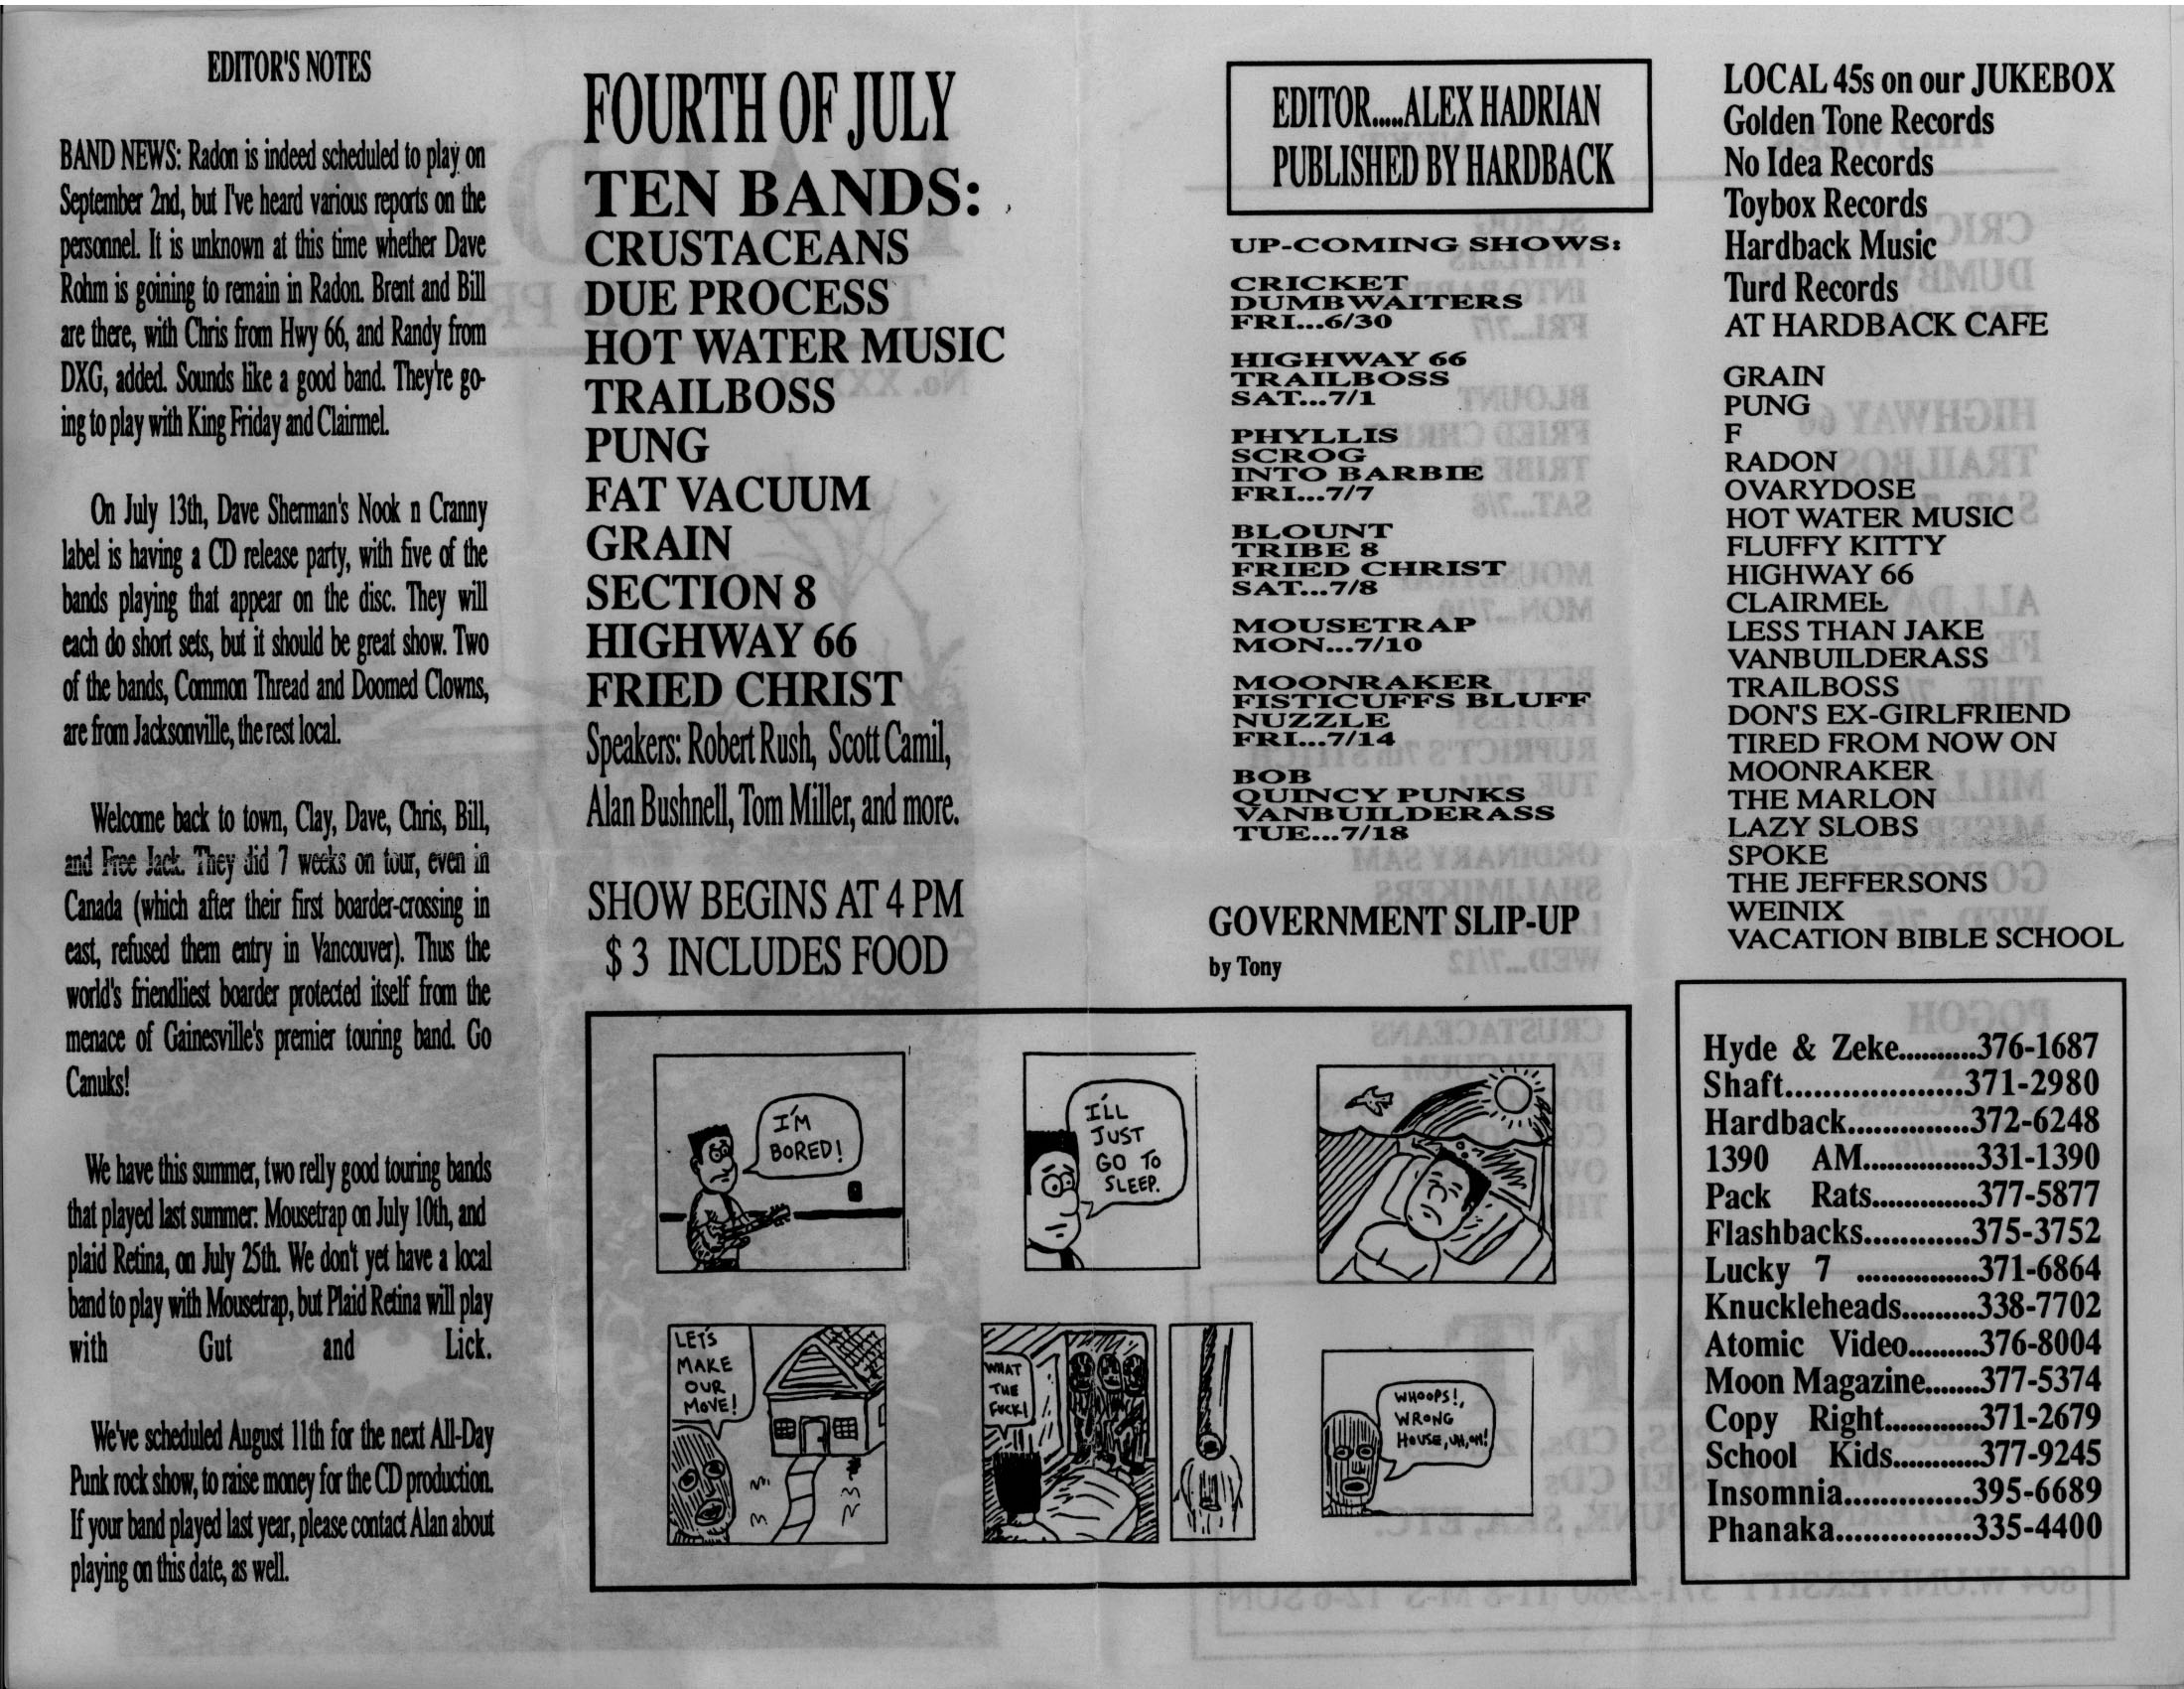 EDITOR'S NOTES
BAND NEWS: Radon is indeed scheduled to play on
September 2nd, but I've heard various reports on the
personnel. It is unknown at this time whether Dave
Rohm is goining to remain in Radon. Brent and Bill
are there, with Chris from Hwy 66, and Randy from
DXG, added. Sounds like a good band. They're go-
ing to play with King Friday and Clairmel.
On July 13th, Dave Sherman's Nook n Cranny
label is having a CD release party, with five of the
bands playing that appear on the disc. They will
each do short sets, but it should be great show. Two
of the bands, Common Thread and Doomed Clowns,
are from Jacksonville, the rest local.
Welcome back to town, Clay, Dave, Chris, Bill,
and Free Jack. They did 7 weeks on tour, even in
Canada (which after their first boarder-crossing in
east, refused them entry in Vancouver). Thus the
world's friendliest boarder protected itself from the
menace of Gainesville's premier touring band. Go
Canuks!
We have this summer, two relly good touring bands
that played last summer: Mousetrap on July 10th, and
plaid Retina, on July 25th. We don't yet have a local
band to play with Mousetrap, but Plaid Retina will play
with Gut and Lick.
We've scheduled August 11th for the next All-Day
Punk rock show, to raise money for the CD production.
If your band played last year, please contact Alan about
playing on this date, as well.
FOURTH OF JULY
TEN BANDS:
CRUSTACEANS
DUE PROCESS
HOT WATER MUSIC
TRAILBOSS
PUNG
FAT VACUUM
GRAIN
SECTION 8
HIGHWAY 66
FRIED CHRIST
Speakers: Robert Rush, Scott Camil,
Alan Bushnell, Tom Miller, and more.
SHOW BEGINS AT 4 PM
$ 3 INCLUDES FOOD
EDITOR.....ALEX HADRIAN
PUBLISHED BY HARDBACK
UP-COMING SHOWS:
CRICKET
DUMBWAITERS
FRI...6/30
HIGHWAY 66
TRAILBOSS
SAT...7/1
PHYLLIS
SCROG
INTO BARBIE
FRI...7/7
BLOUNT
TRIBE 8
FRIED CHRIST
SAT...7/8
MOUSETRAP
MON...7/10
MOONRAKER
FISTICUFFS BLUFF
NUZZLE
FRI...7/14
BOB
QUINCY PUNKS
VANBUILDERASS
TUE...7/18
GOVERNMENT SLIP-UP
by Tony
I'M
BORED!
I'LL
JUST
GO TO
SLEEP.
LET'S
MAKE
OUR
MOVE!
WHAT
THE
FUCK!
WHOOPS!,
WRONG
HOUSE, UH, OH!
LOCAL 45s on our JUKEBOX
Golden Tone Records
No Idea Records
Toybox Records
Hardback Music
Turd Records
AT HARDBACK CAFE
GRAIN
PUNG
F
RADON
OVARYDOSE
HOT WATER MUSIC
FLUFFY KITTY
HIGHWAY 66
CLAIRMEL
LESS THAN JAKE
VANBUILDERASS
TRAILBOSS
DON'S EX-GIRLFRIEND
TIRED FROM NOW ON
MOONRAKER
THE MARLON
LAZY SLOBS
SPOKE
THE JEFFERSONS
WEINIX
VACATION BIBLE SCHOOL
Hyde & Zeke..........376-1687
Shaft....................371-2980
Hardback...............372-6248
1390 AM..............331-1390
Pack Rats.............377-5877
Flashbacks.............375-3752
Lucky 7 ...............371-6864
Knuckleheads.........338-7702
Atomic Video.........376-8004
Moon Magazine.......377-5374
Copy Right............371-2679
School Kids...........377-9245
Insomnia...............395-6689
Phanaka................335-4400